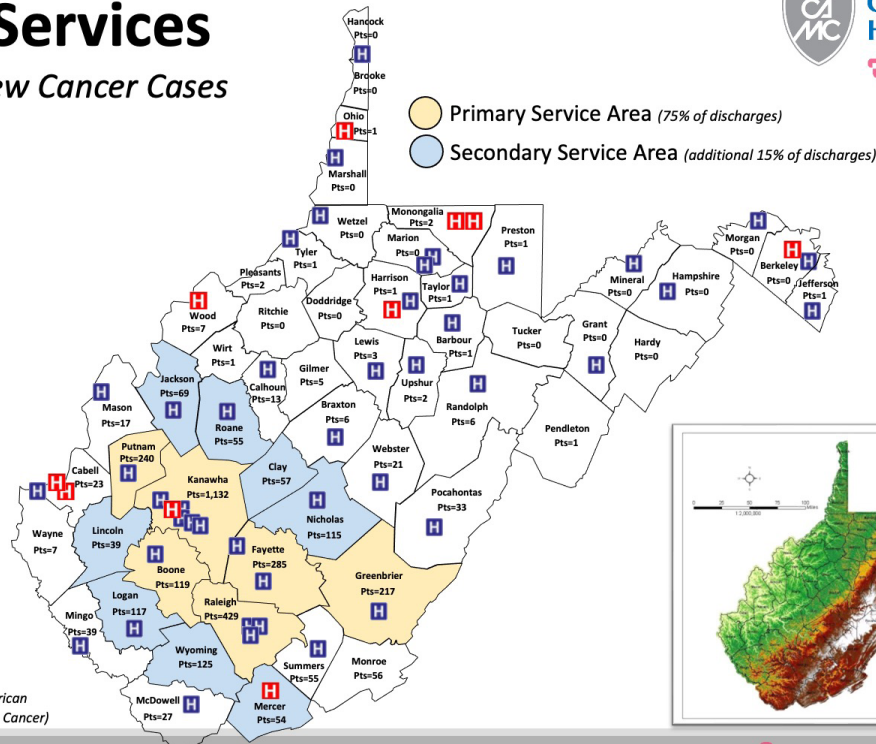 Services
ew Cancer Cases
CAMC
Primary Service Area (75% of discharges)
Secondary Service Area (additional 15% of discharges)
Hancock
Pts=0
H
Brooke
Pts=0
Ohio
H Pts=1
H
Marshall
Pts=0
H
Wetzel
Pts=0
Monongalia
Pts=2
H H
Marion
Pts=0
H H
Preston
Pts=1
H
H
Tyler
Pts=1
Pleasants
Pts=2
Harrison
Pts=1
H H
Taylor
Pts=1
H
H
Mineral
Pts=0
Hampshire
H Pts=0
H
Morgan
Pts=0
H
Berkeley
Pts=0
H
Jefferson
Pts=1
H
H
Wood
Pts=7
Ritchie
Pts=0
Doddridge
Pts=0
H
Barbour
Pts=1
Tucker
Pts=0
Grant
Pts=0
H
Hardy
Pts=0
Wirt
Pts=1
H
Calhoun
Pts=13
Gilmer
Pts=5
Lewis
Pts=3
H
H
Upshur
Pts=2
H
Randolph
Pts=6
Jackson
Pts=69
H
H
Mason
Pts=17
H
Roane
Pts=55
Braxton
Pts=6
H
Webster
Pts=21
H
Pendleton
Pts=1
Putnam
Pts=240
H
Cabell
Pts=23
H H H
Kanawha
Pts=1,132
H H H H H H
Clay
Pts=57
H
Nicholas
Pts=115
Pocahontas
Pts=33
H
Wayne
Pts=7
Lincoln
Pts=39
H
Boone
Pts=119
H
Fayette
Pts=285
H
Greenbrier
Pts=217
H
Logan
Pts=117
H
Raleigh
Pts=429
H H
H
Mingo
Pts=39
H
Wyoming
Pts=125
H
Summers
Pts=55
Monroe
Pts=56
McDowell H
Pts=27
H
Mercer
Pts=54
rican
Cancer)